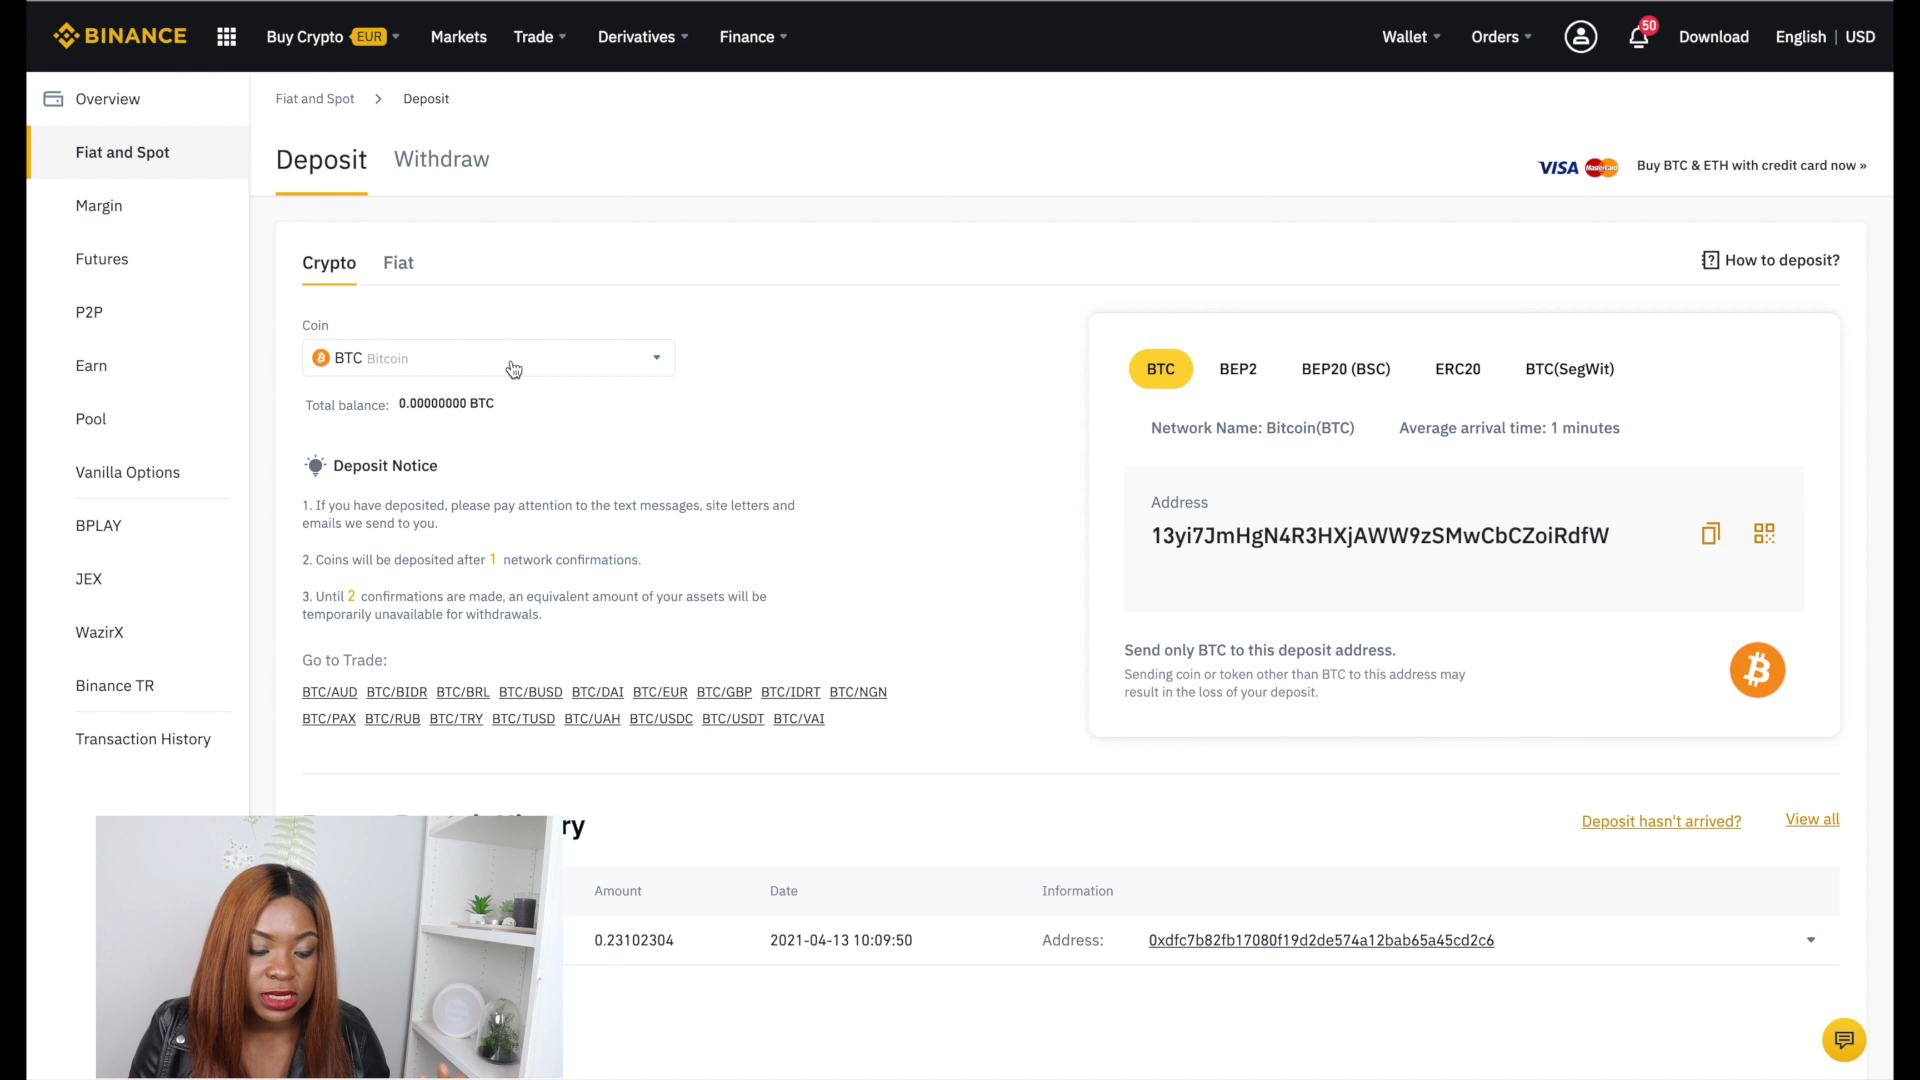 BINANCE
Buy Crypto EUR
Markets
Trade
Derivatives
Finance
Wallet
Orders
50
Download
English | USD
Overview
Fiat and Spot
Margin
Futures
P2P
Earn
Pool
Vanilla Options
BPLAY
JEX
WazirX
Binance TR
Transaction History
Fiat and Spot > Deposit
Deposit Withdraw
VISA MasterCard Buy BTC & ETH with credit card now »
Crypto Fiat
How to deposit?
Coin
BTC Bitcoin
Total balance: 0.00000000 BTC
Deposit Notice
1. If you have deposited, please pay attention to the text messages, site letters and
emails we send to you.
2. Coins will be deposited after 1 network confirmations.
3. Until 2 confirmations are made, an equivalent amount of your assets will be
temporarily unavailable for withdrawals.
Go to Trade:
BTC/AUD BTC/BIDR BTC/BRL BTC/BUSD BTC/DAI BTC/EUR BTC/GBP BTC/IDRT BTC/NGN
BTC/PAX BTC/RUB BTC/TRY BTC/TUSD BTC/UAH BTC/USDC BTC/USDT BTC/VAI
BTC BEP2 BEP20 (BSC) ERC20 BTC(SegWit)
Network Name: Bitcoin(BTC) Average arrival time: 1 minutes
Address
13yi7JmHgN4R3HXjAWW9zSMwCbCZoiRdfW
Send only BTC to this deposit address.
Sending coin or token other than BTC to this address may
result in the loss of your deposit.
ry
Deposit hasn't arrived?
View all
Amount Date Information
0.23102304 2021-04-13 10:09:50 Address: 0xdfc7b82fb17080f19d2de574a12bab65a45cd2c6